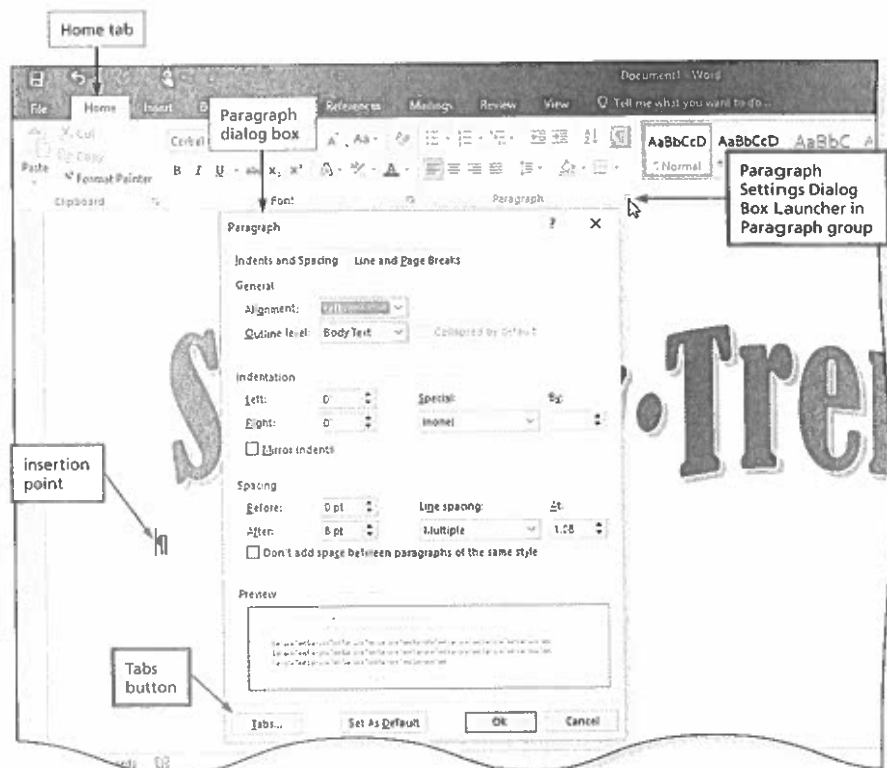 Home tab
Document1 - Word
File Home Insert References Mailings Review View Tell me what you want to do...
Paragraph
dialog box
Cut
Copy
Format Painter
Paste
Aa
B I U abc X₂ X² A
AaBbCcD AaBbCcD AaBbC
¶ Normal
Clipboard Font Paragraph
Paragraph
Settings Dialog
Box Launcher in
Paragraph group
Paragraph ? ×
Indents and Spacing Line and Page Breaks
General
Alignment:
Outline level: Body Text Collapsed by default
Indentation
Left: 0" Special: By:
Right: 0" (none)
Mirror indents
insertion
point
¶
Spacing
Before: 0 pt Line spacing: At:
After: 8 pt Multiple 1.08
Don't add space between paragraphs of the same style
Preview
Tabs
button
Tabs... Set As Default OK Cancel